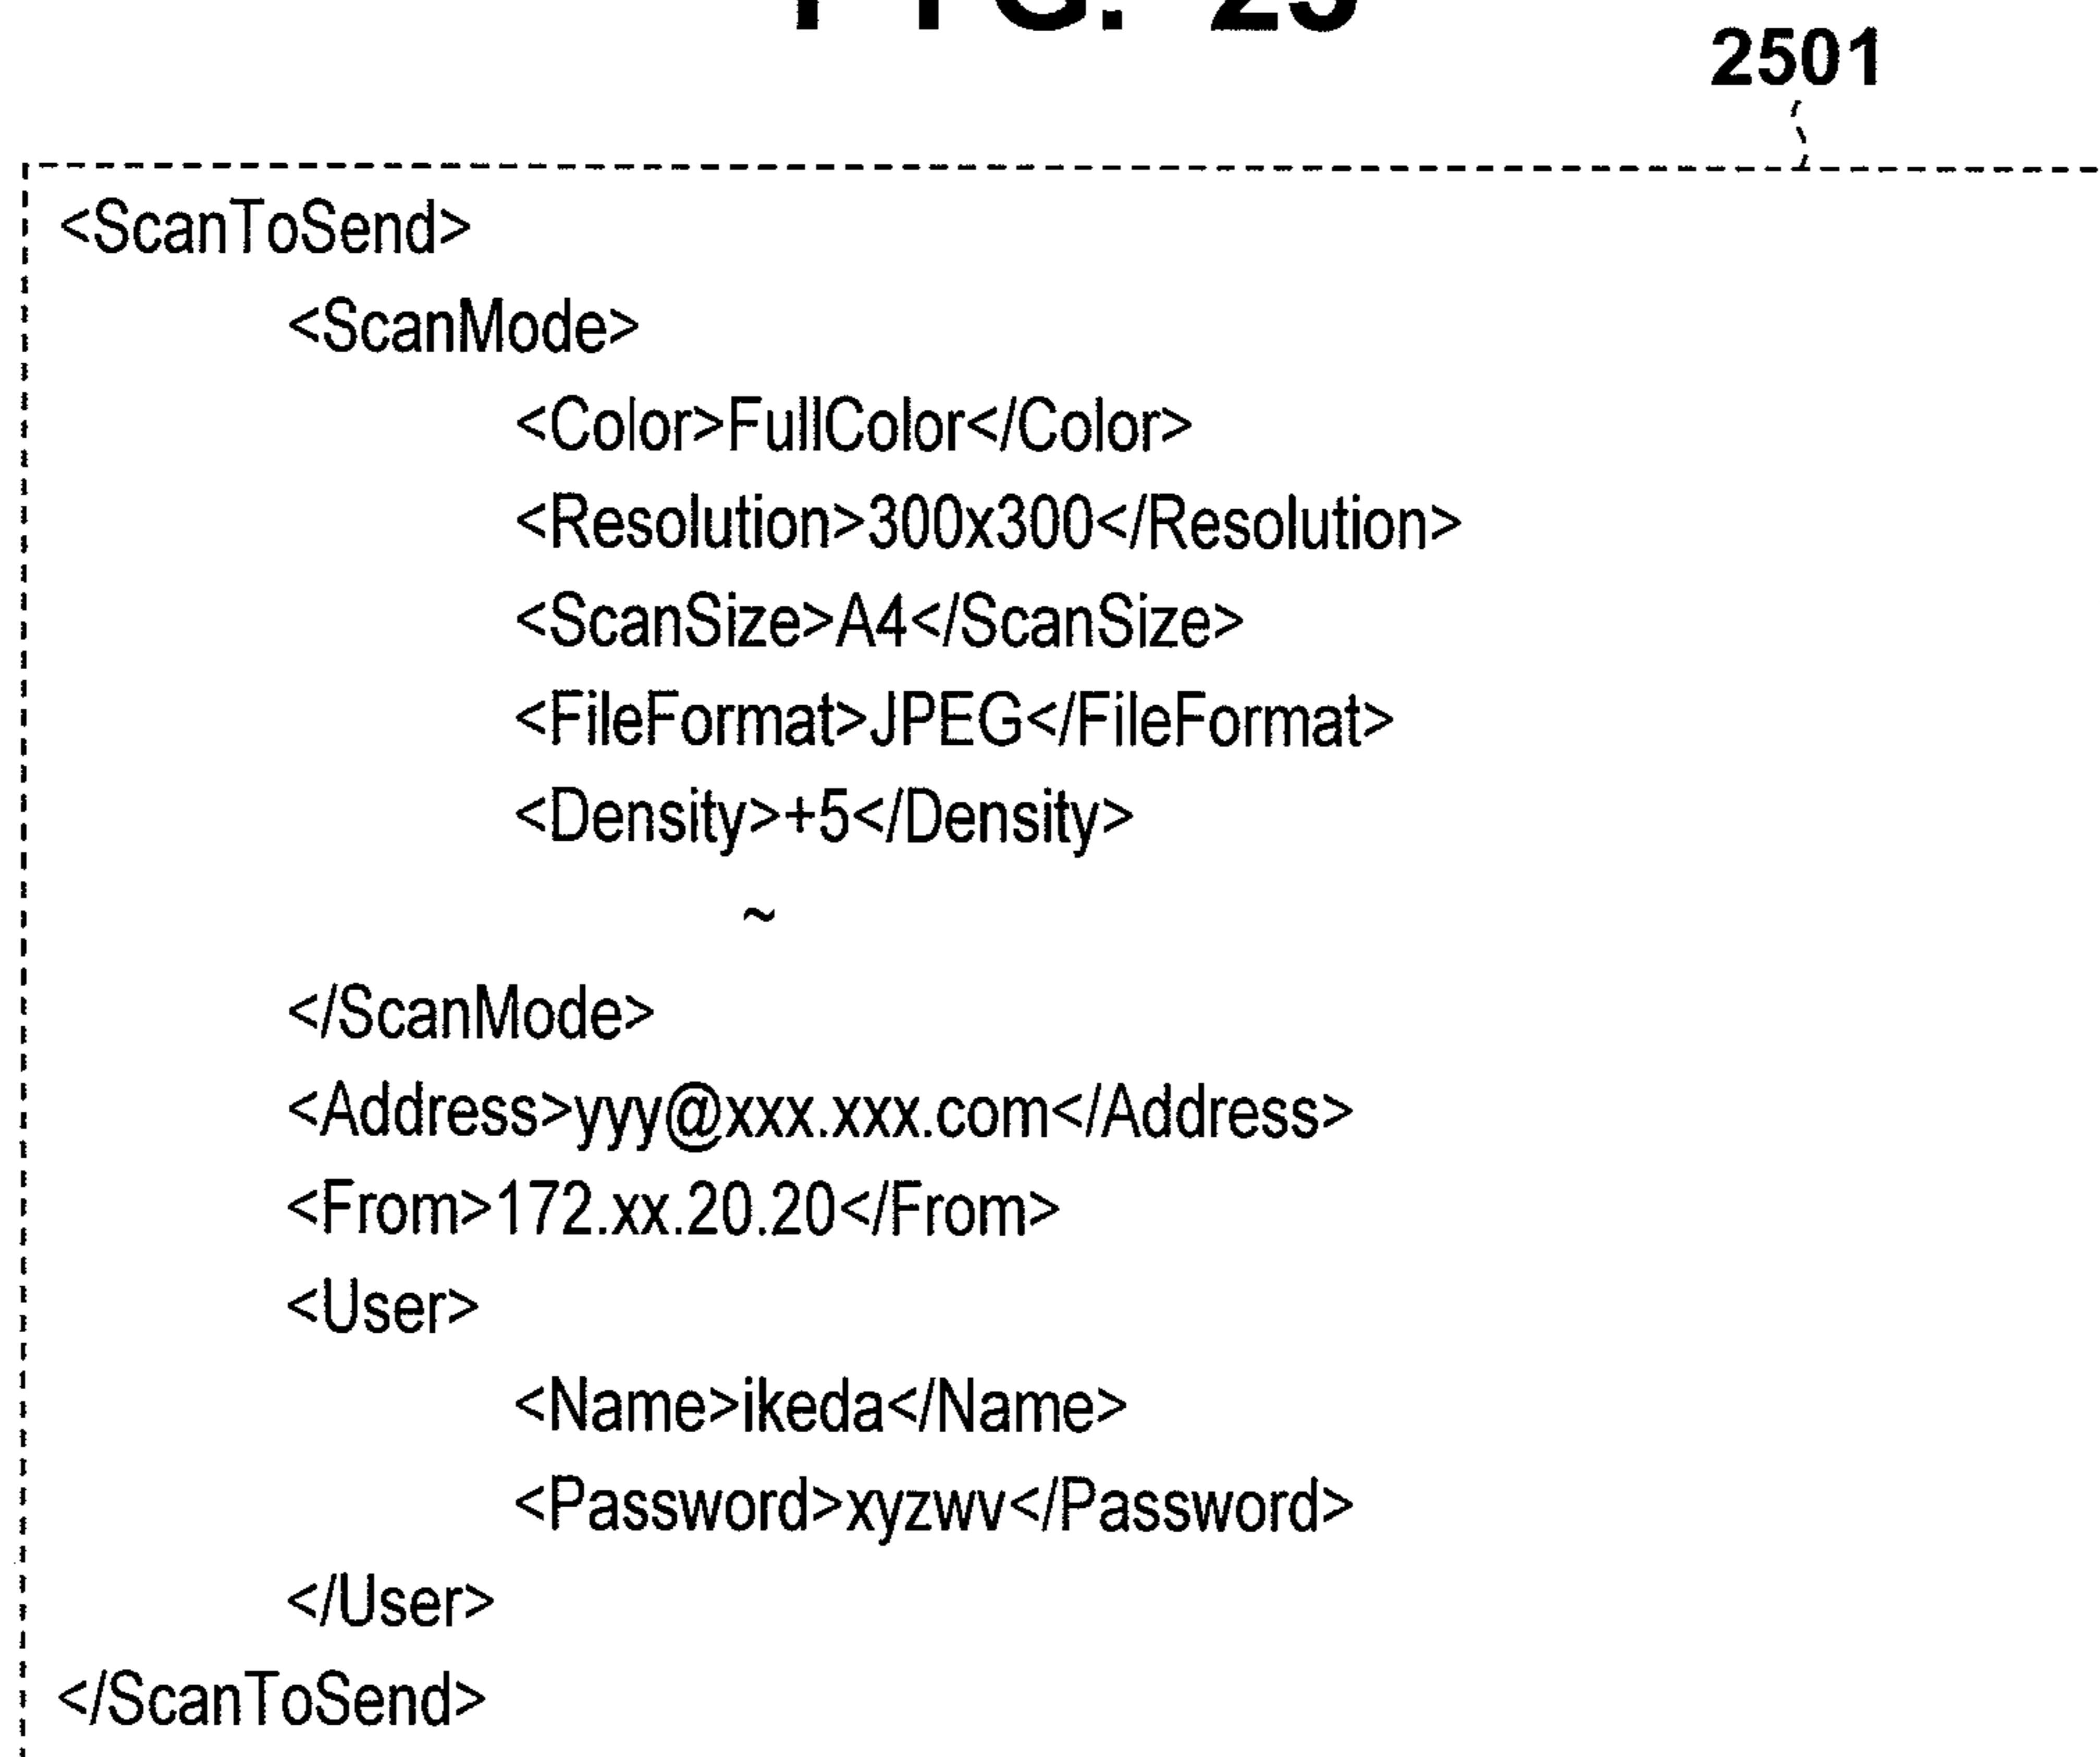 FIG. 25
2501
<ScanToSend>
<ScanMode>
<Color>FullColor</Color>
<Resolution>300x300</Resolution>
<ScanSize>A4</ScanSize>
<FileFormat>JPEG</FileFormat>
<Density>+5</Density>
~
</ScanMode>
<Address>yyy@xxx.xxx.com</Address>
<From>172.xx.20.20</From>
<User>
<Name>ikeda</Name>
<Password>xyzwv</Password>
</User>
</ScanToSend>